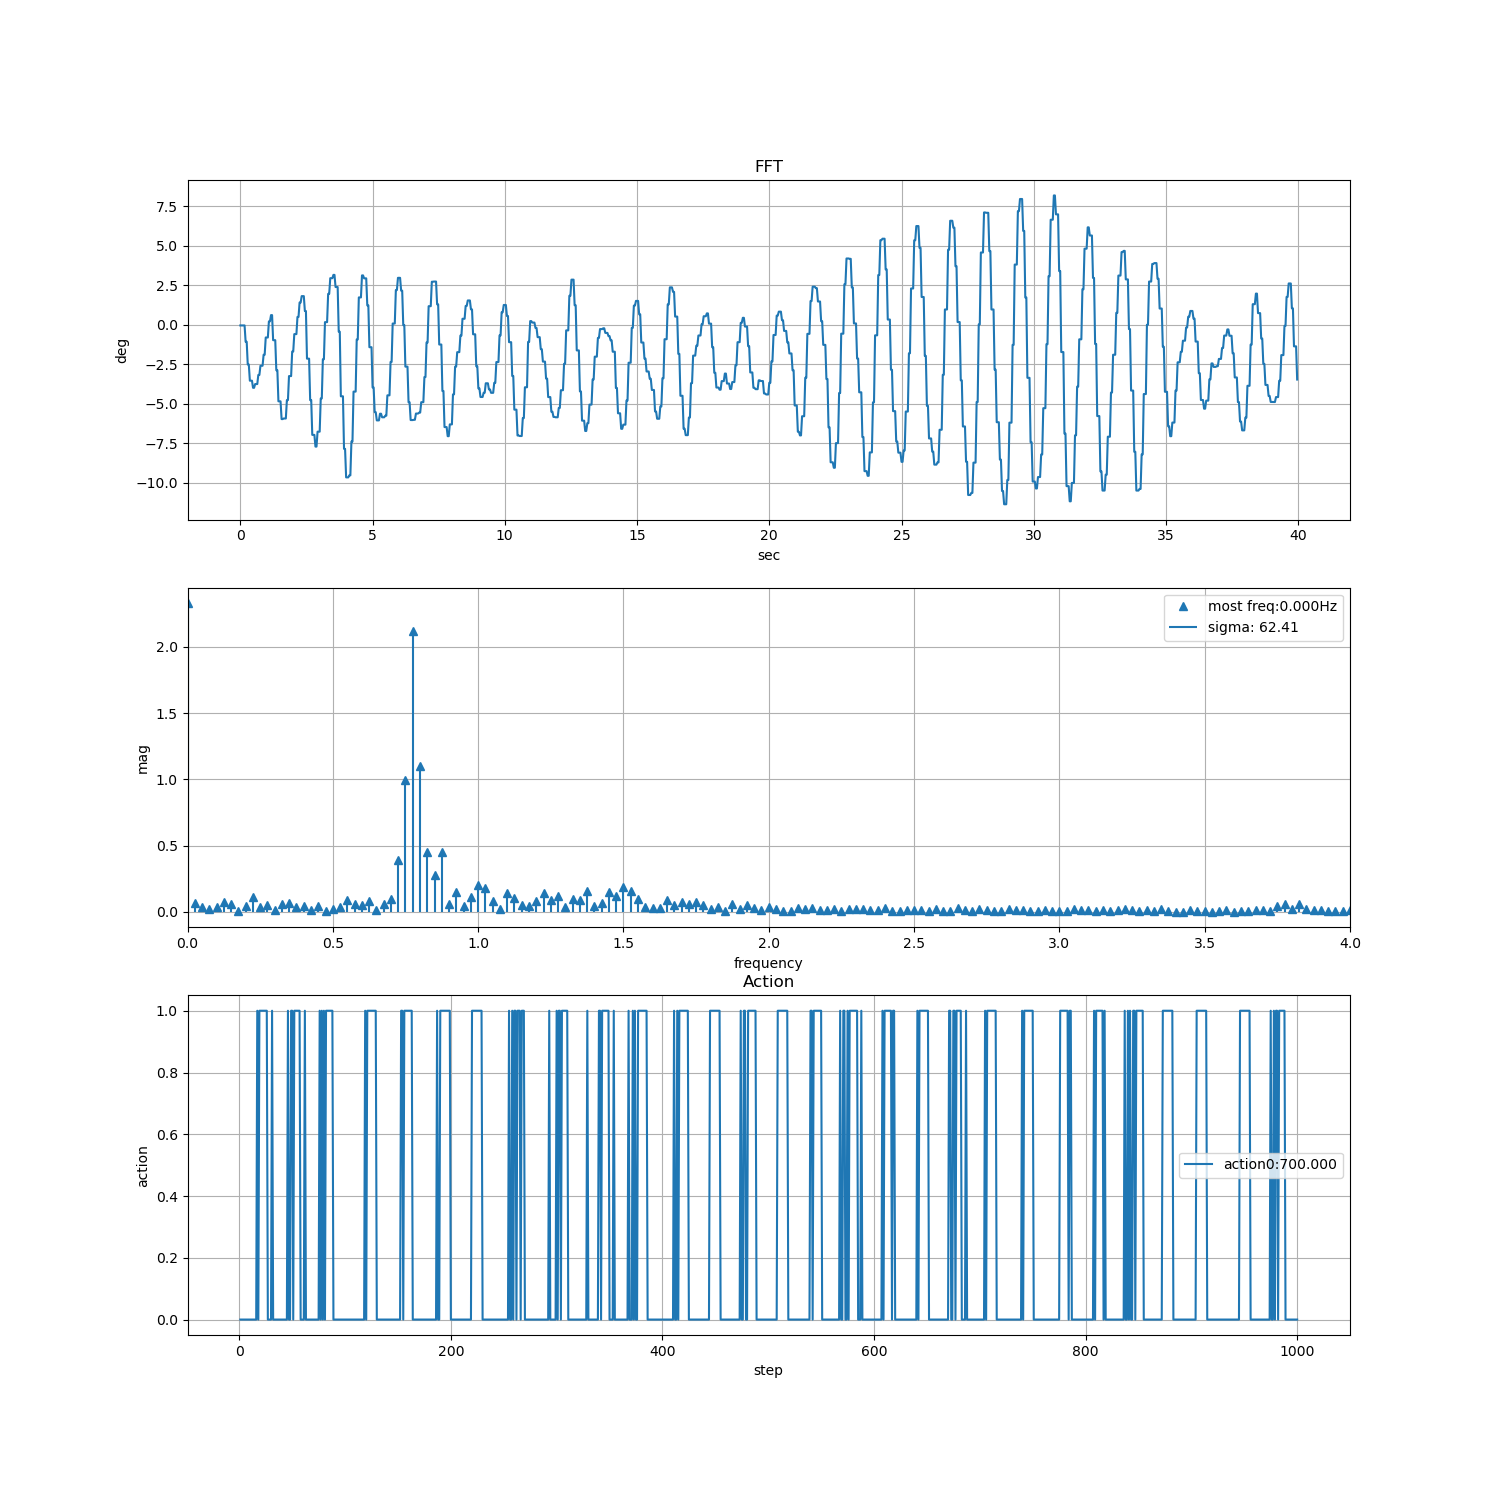 FFT
7.5
5.0
2.5
0.0
−2.5
−5.0
−7.5
−10.0
deg
0 5 10 15 20 25 30 35 40
sec
most freq:0.000Hz
sigma: 62.41
2.0
1.5
1.0
0.5
0.0
mag
0.0 0.5 1.0 1.5 2.0 2.5 3.0 3.5 4.0
frequency
Action
1.0
0.8
0.6
0.4
0.2
0.0
action
action0:700.000
0 200 400 600 800 1000
step